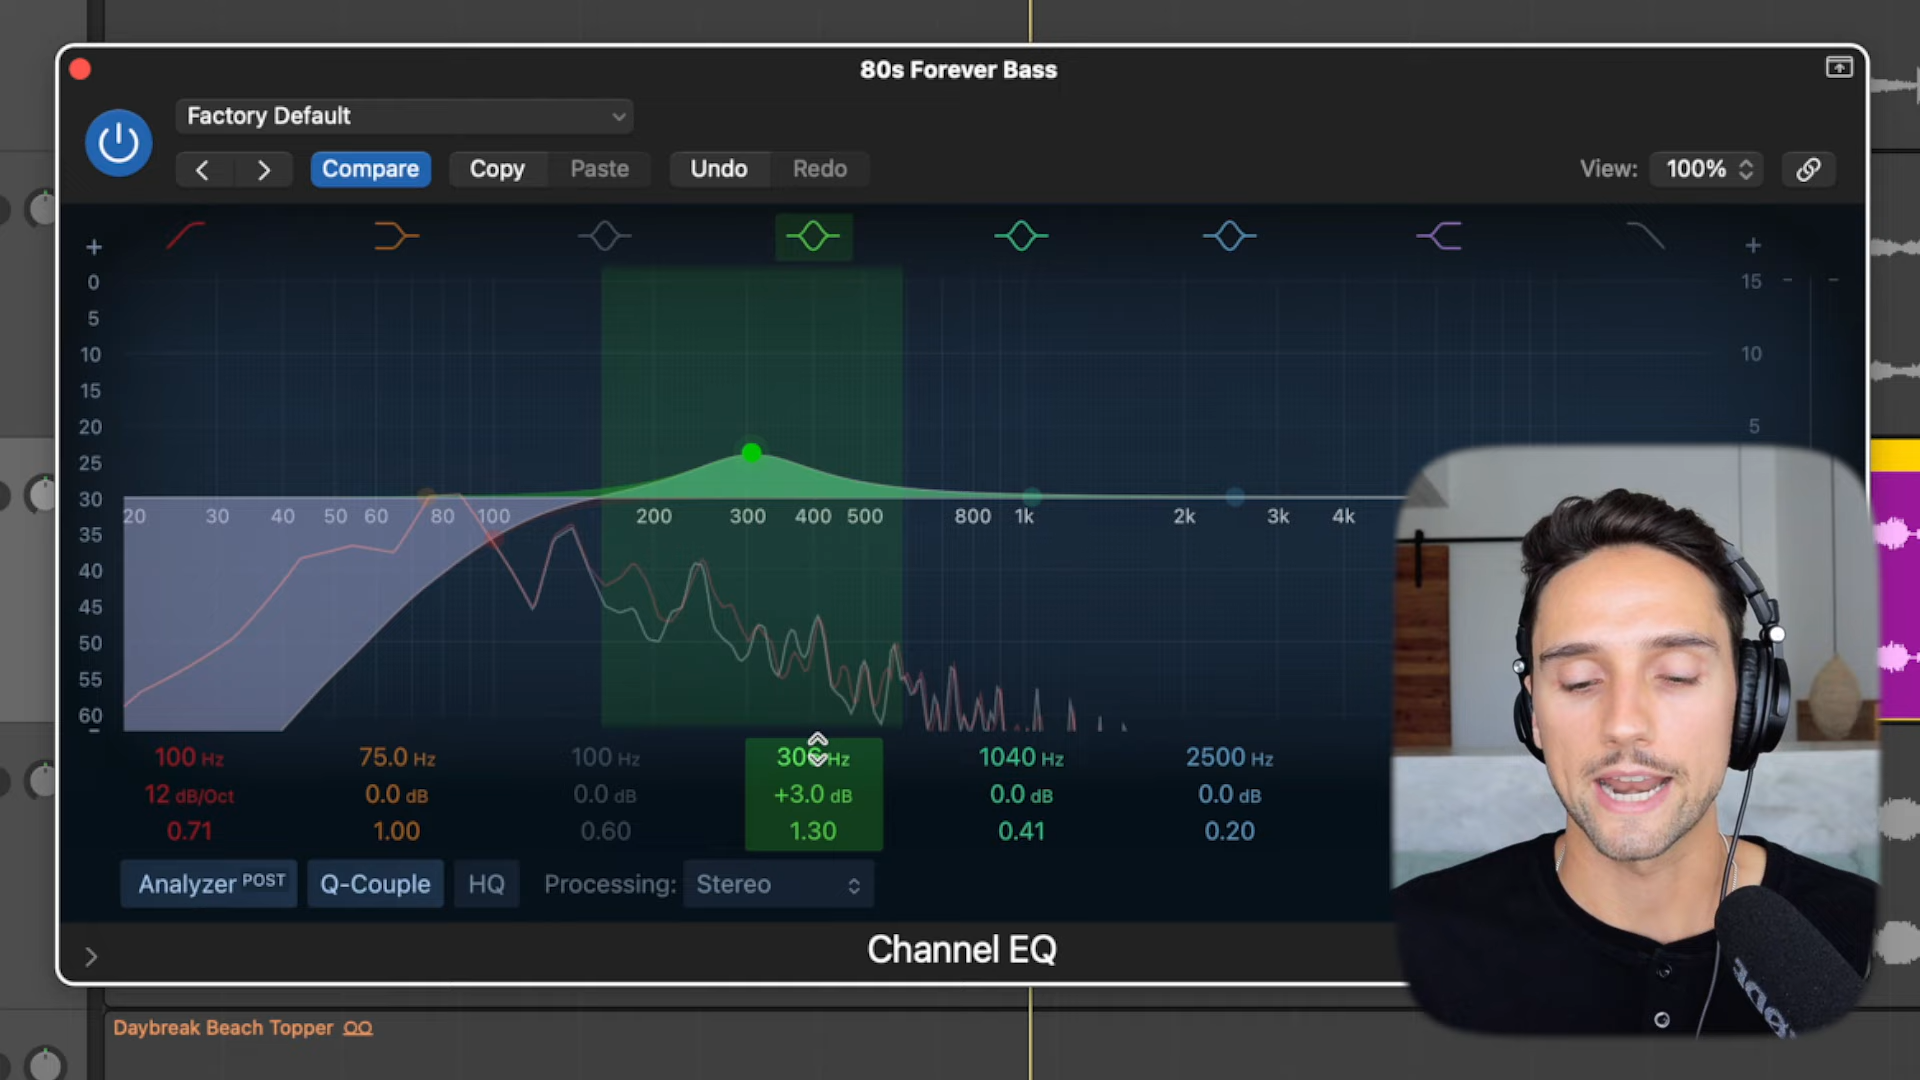 80s Forever Bass
Factory Default
Compare Copy Paste Undo Redo View: 100%
+ +
0 15
5
10 10
15
20 5
25
30
20 30 40 50 60 80 100 200 300 400 500 800 1k 2k 3k 4k
35
40
45
50
55
60
100 Hz 75.0 Hz 100 Hz 306 Hz 1040 Hz 2500 Hz
12 dB/Oct 0.0 dB 0.0 dB +3.0 dB 0.0 dB 0.0 dB
0.71 1.00 0.60 1.30 0.41 0.20
Analyzer POST Q-Couple HQ Processing: Stereo
Channel EQ
Daybreak Beach Topper